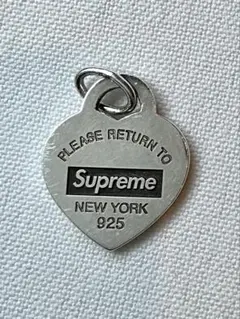 PLEASE RETURN TO
Supreme
NEW YORK
925